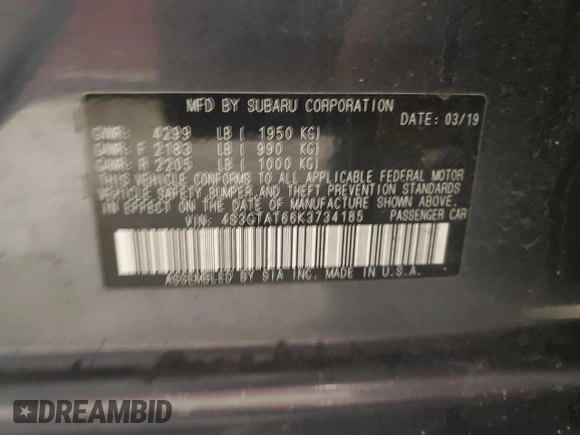 MFD BY SUBARU CORPORATION
DATE: 03/19
GVWR: 4299 LB ( 1950 KG)
GAWR: F 2183 LB ( 990 KG)
GAWR: R 2205 LB ( 1000 KG)
THIS VEHICLE CONFORMS TO ALL APPLICABLE FEDERAL MOTOR
VEHICLE SAFETY BUMPER AND THEFT PREVENTION STANDARDS
IN EFFECT ON THE DATE OF MANUFACTURE SHOWN ABOVE.
VIN: 4S3GTAT66K3734185 PASSENGER CAR
ASSEMBLED BY SIA INC. MADE IN U.S.A.
DREAMBID